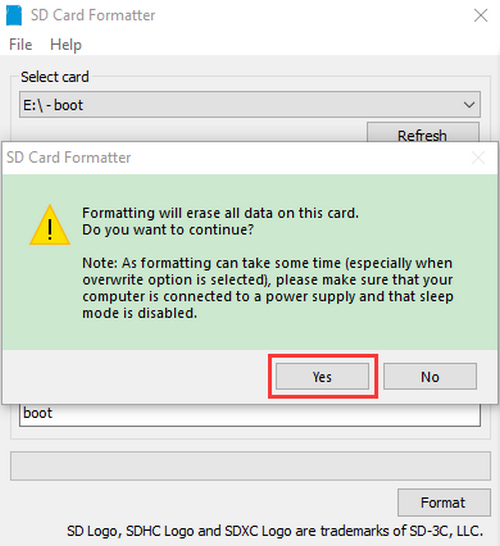 SD Card Formatter
File Help
Select card
E:\ - boot
Refresh
SD Card Formatter
Formatting will erase all data on this card.
Do you want to continue?
Note: As formatting can take some time (especially when
overwrite option is selected), please make sure that your
computer is connected to a power supply and that sleep
mode is disabled.
Yes No
boot
Format
SD Logo, SDHC Logo and SDXC Logo are trademarks of SD-3C, LLC.